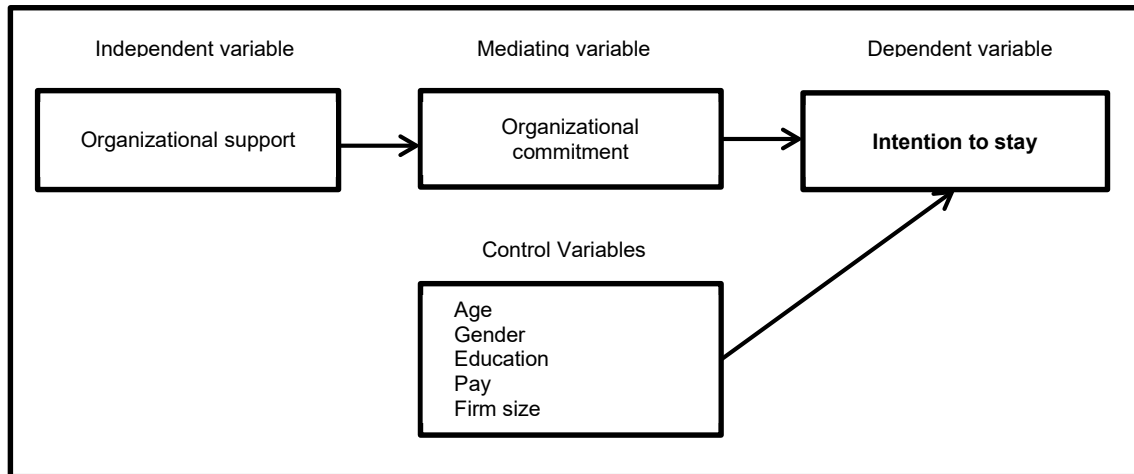 Independent variable
Mediating variable
Dependent variable
Organizational support
Organizational
commitment
Intention to stay
Control Variables
Age
Gender
Education
Pay
Firm size